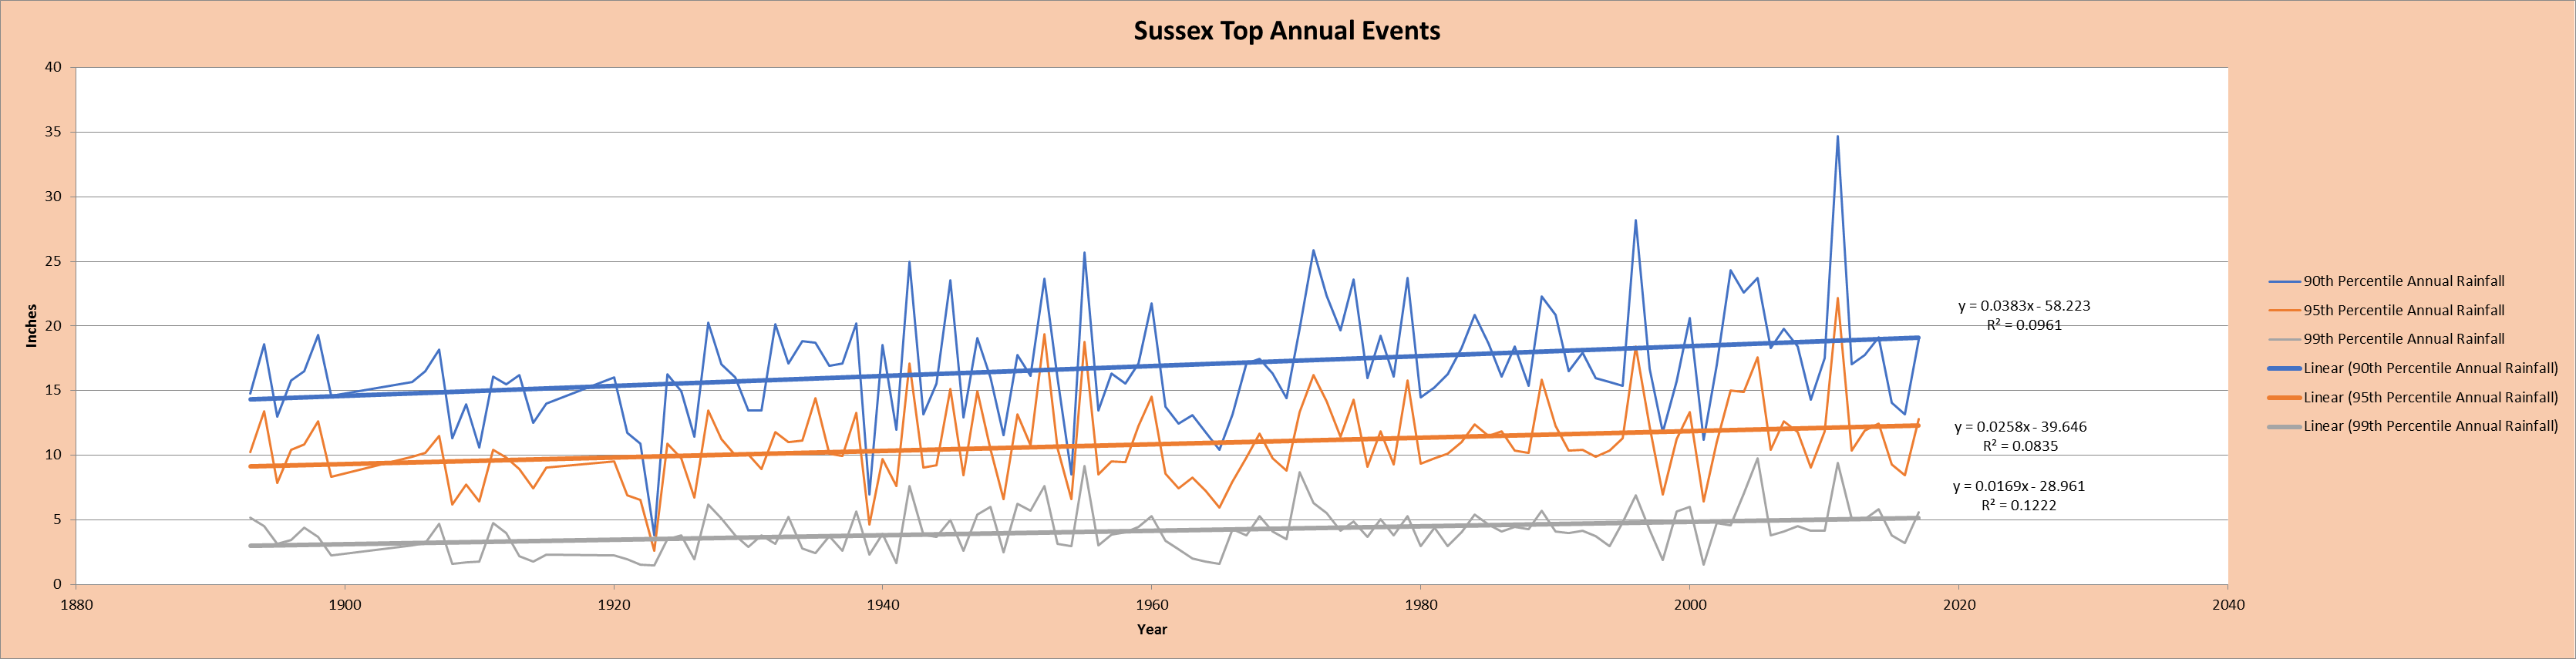 Sussex Top Annual Events
40
35
30
25
20
15
10
5
0
Inches
1880
1900
1920
1940
1960
1980
2000
2020
2040
Year
y = 0.0383x - 58.223
R² = 0.0961
y = 0.0258x - 39.646
R² = 0.0835
y = 0.0169x - 28.961
R² = 0.1222
90th Percentile Annual Rainfall
95th Percentile Annual Rainfall
99th Percentile Annual Rainfall
Linear (90th Percentile Annual Rainfall)
Linear (95th Percentile Annual Rainfall)
Linear (99th Percentile Annual Rainfall)